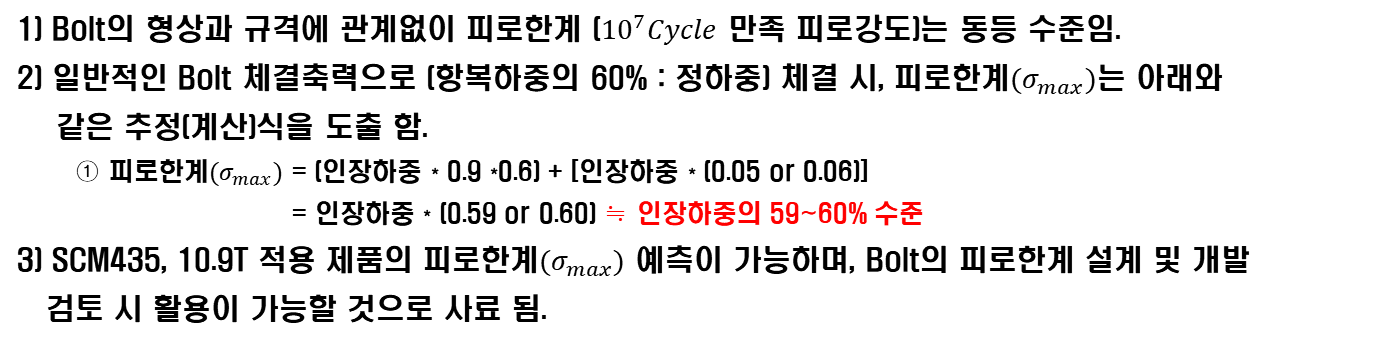 1) Bolt의 형상과 규격에 관계없이 피로한계 (10⁷Cycle 만족 피로강도)는 동등 수준임.
2) 일반적인 Bolt 체결축력으로 (항복하중의 60% : 정하중) 체결 시, 피로한계(σₘₐₓ)는 아래와
같은 추정(계산)식을 도출 함.
① 피로한계(σₘₐₓ) = (인장하중 * 0.9 *0.6) + [인장하중 * (0.05 or 0.06)]
= 인장하중 * (0.59 or 0.60) ≒ 인장하중의 59~60% 수준
3) SCM435, 10.9T 적용 제품의 피로한계(σₘₐₓ) 예측이 가능하며, Bolt의 피로한계 설계 및 개발
검토 시 활용이 가능할 것으로 사료 됨.